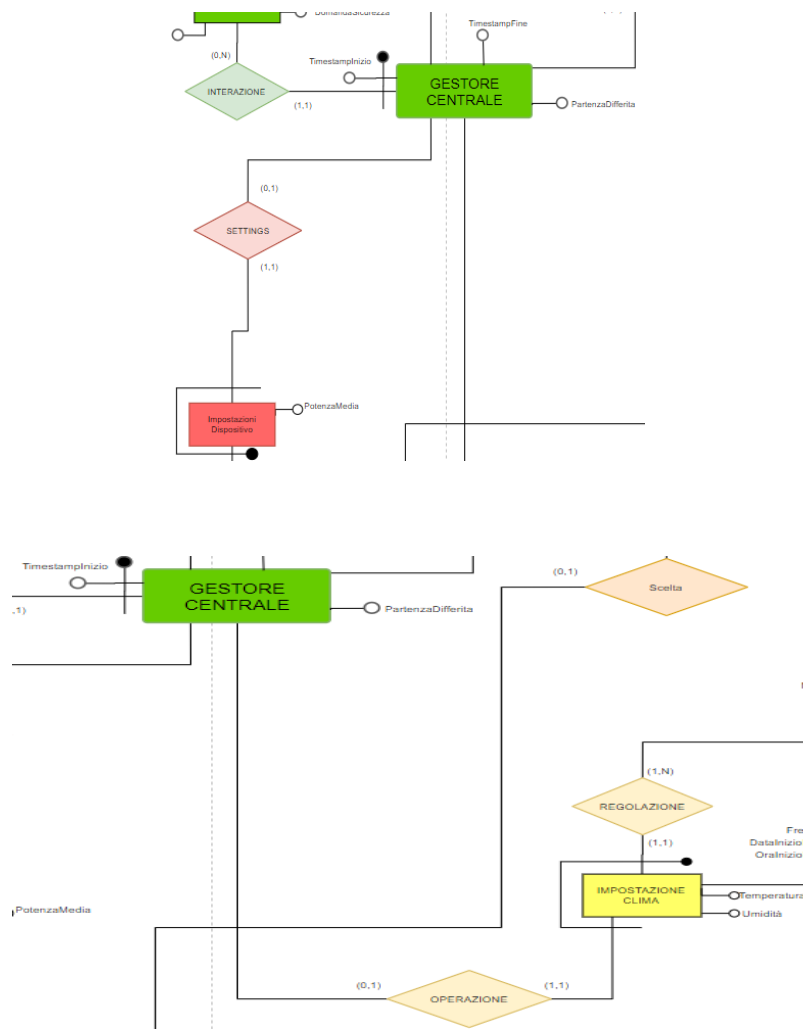 DomandaSicurezza
TimestampFine
(0,N)
TimestampInizio
GESTORE
CENTRALE
INTERAZIONE
(1,1)
PartenzaDifferita
(0,1)
SETTINGS
(1,1)
PotenzaMedia
Impostazioni
Dispositivo
TimestampInizio
(0,1)
GESTORE
CENTRALE
Scelta
,1)
PartenzaDifferita
(1,N)
REGOLAZIONE
Fre
(1,1)
DataInizio
OraInizio
IMPOSTAZIONE
CLIMA
Temperatura
PotenzaMedia
Umidità
(0,1)
(1,1)
OPERAZIONE